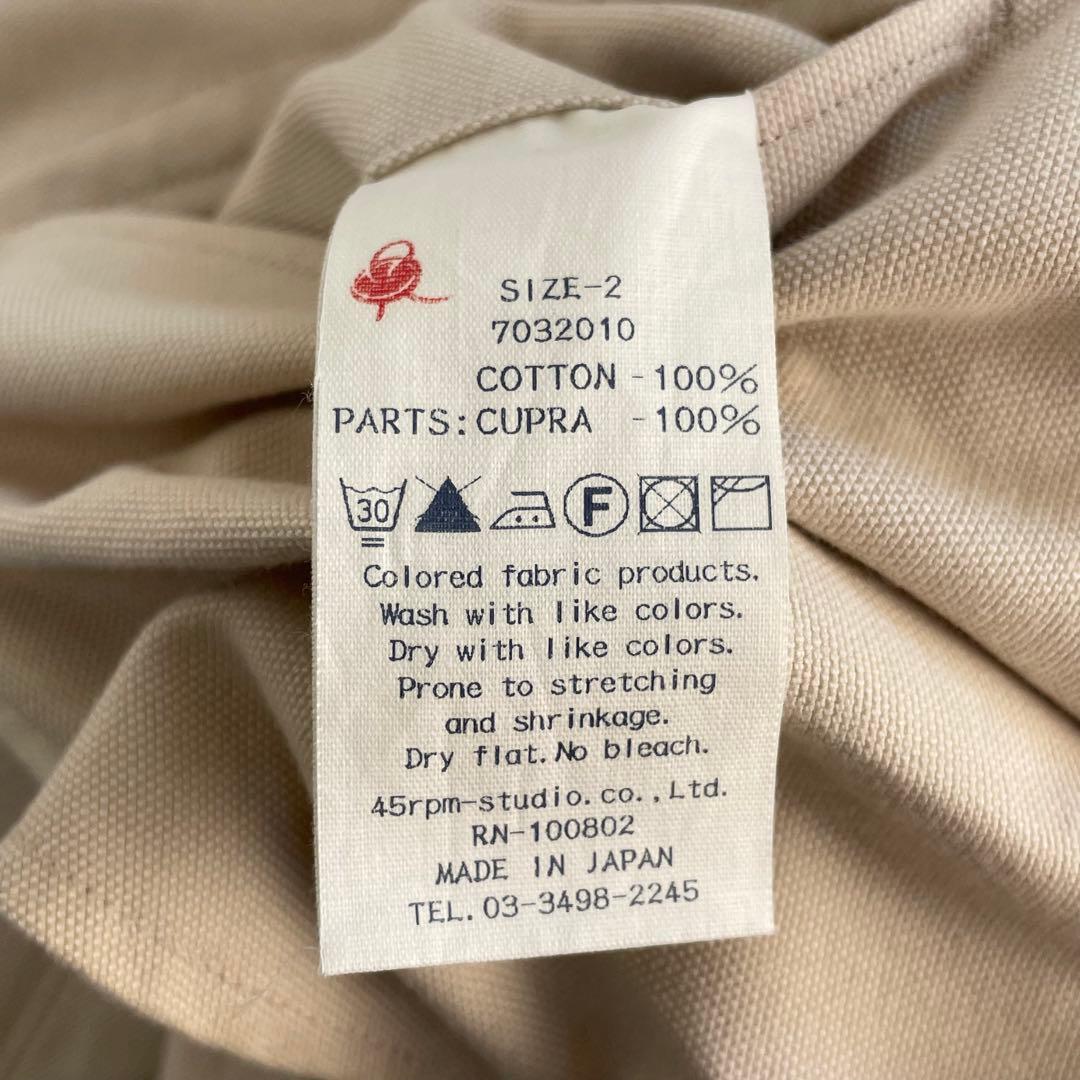 SIZE-2
7032010
COTTON -100%
PARTS: CUPRA -100%
30 F
Colored fabric products.
Wash with like colors.
Dry with like colors.
Prone to stretching
and shrinkage.
Dry flat. No bleach.
45rpm-studio.co.,Ltd.
RN-100802
MADE IN JAPAN
TEL. 03-3498-2245